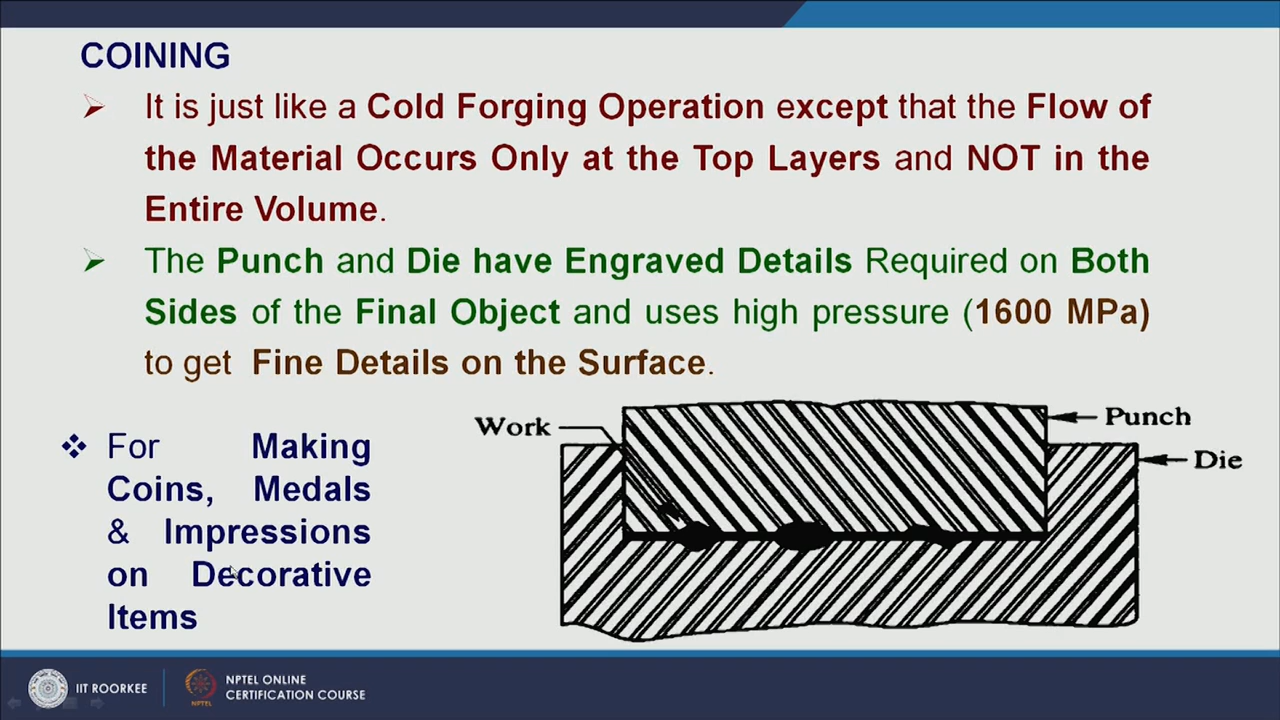 COINING
It is just like a Cold Forging Operation except that the Flow of
the Material Occurs Only at the Top Layers and NOT in the
Entire Volume.
The Punch and Die have Engraved Details Required on Both
Sides of the Final Object and uses high pressure (1600 MPa)
to get Fine Details on the Surface.
For Making
Coins, Medals
& Impressions
on Decorative
Items
Work
Punch
Die
IIT ROORKEE
NPTEL ONLINE
CERTIFICATION COURSE
NPTEL